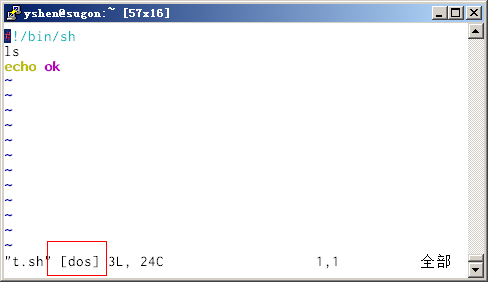 yshen@sugon:~ [57x16]
#!/bin/sh
ls
echo ok
~
~
~
~
~
~
~
~
~
~
~
~
"t.sh" [dos] 3L, 24C 1,1 全部